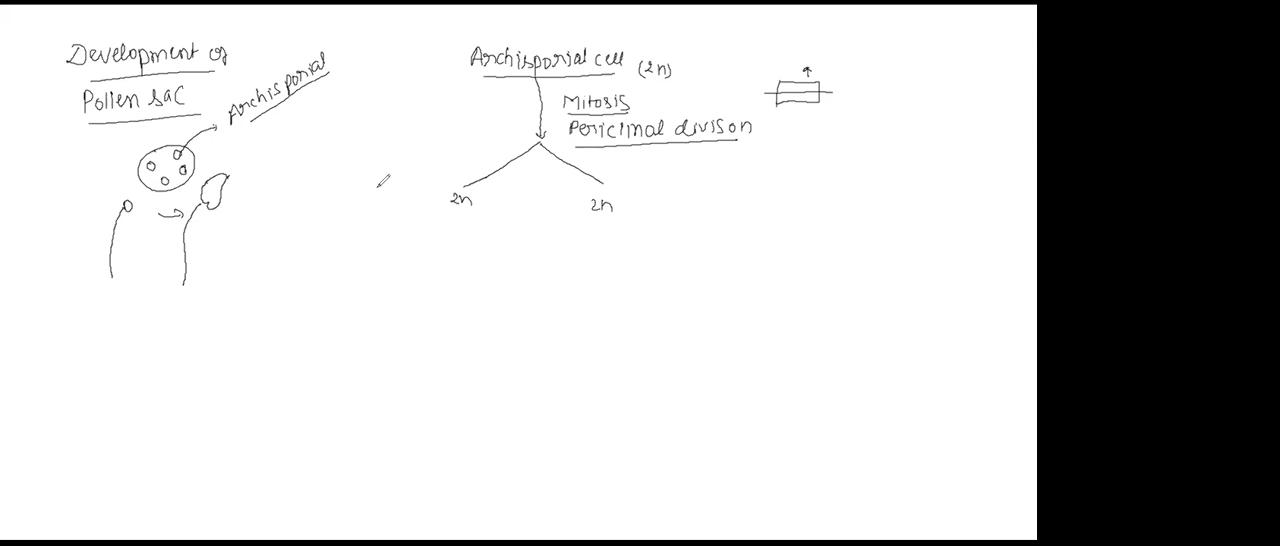 Development of
Pollen sac
Archisporial
Archisporial cell (2n)
Mitosis
Periclinal divison
2n
2n